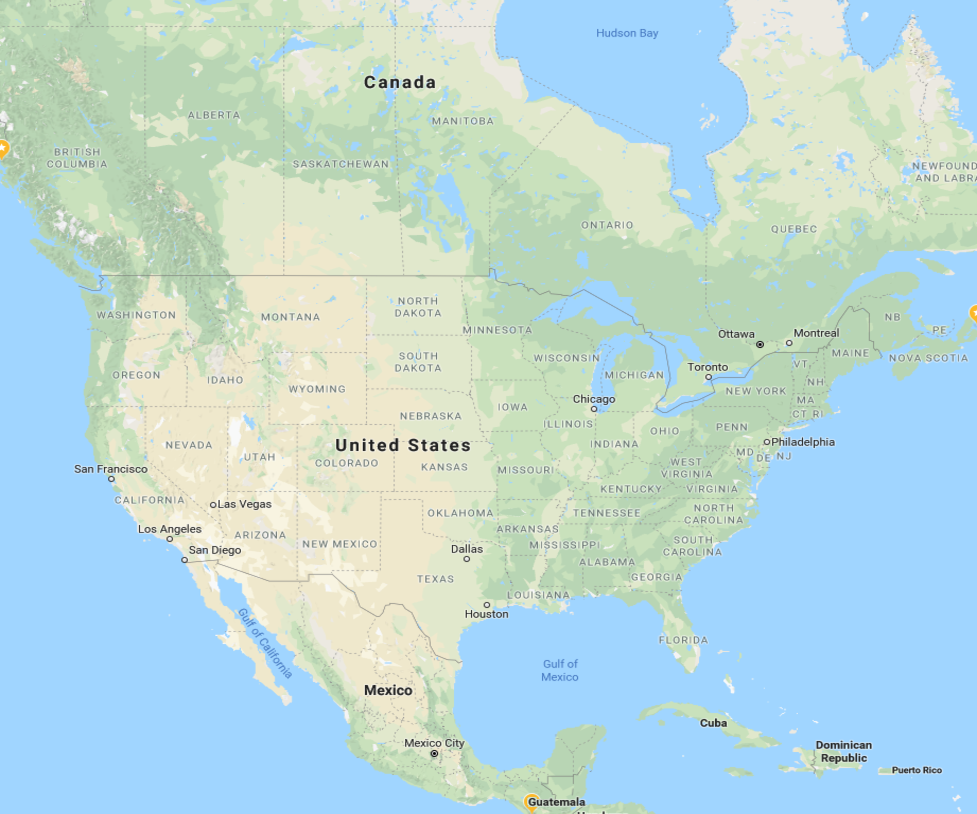 Hudson Bay
Canada
ALBERTA
MANITOBA
BRITISH
COLUMBIA
SASKATCHEWAN
NEWFOUND
AND LABRA
ONTARIO
QUEBEC
WASHINGTON
MONTANA
NORTH
DAKOTA
MINNESOTA
Ottawa
Montreal
NB
PE
NOVA SCOTIA
MAINE
OREGON
IDAHO
SOUTH
DAKOTA
WISCONSIN
MICHIGAN
Toronto
VT
NH
WYOMING
NEW YORK
MA
CT RI
Chicago
NEBRASKA
IOWA
ILLINOIS
INDIANA
OHIO
PENN
Philadelphia
NEVADA
United States
UTAH
COLORADO
KANSAS
MISSOURI
WEST
VIRGINIA
MD
DE
NJ
San Francisco
CALIFORNIA
Las Vegas
KENTUCKY
VIRGINIA
OKLAHOMA
TENNESSEE
NORTH
CAROLINA
Los Angeles
ARIZONA
NEW MEXICO
ARKANSAS
MISSISSIPPI
SOUTH
CAROLINA
San Diego
Dallas
ALABAMA
TEXAS
GEORGIA
LOUISIANA
Houston
Gulf of California
FLORIDA
Gulf of
Mexico
Mexico
Cuba
Mexico City
Dominican
Republic
Puerto Rico
Guatemala